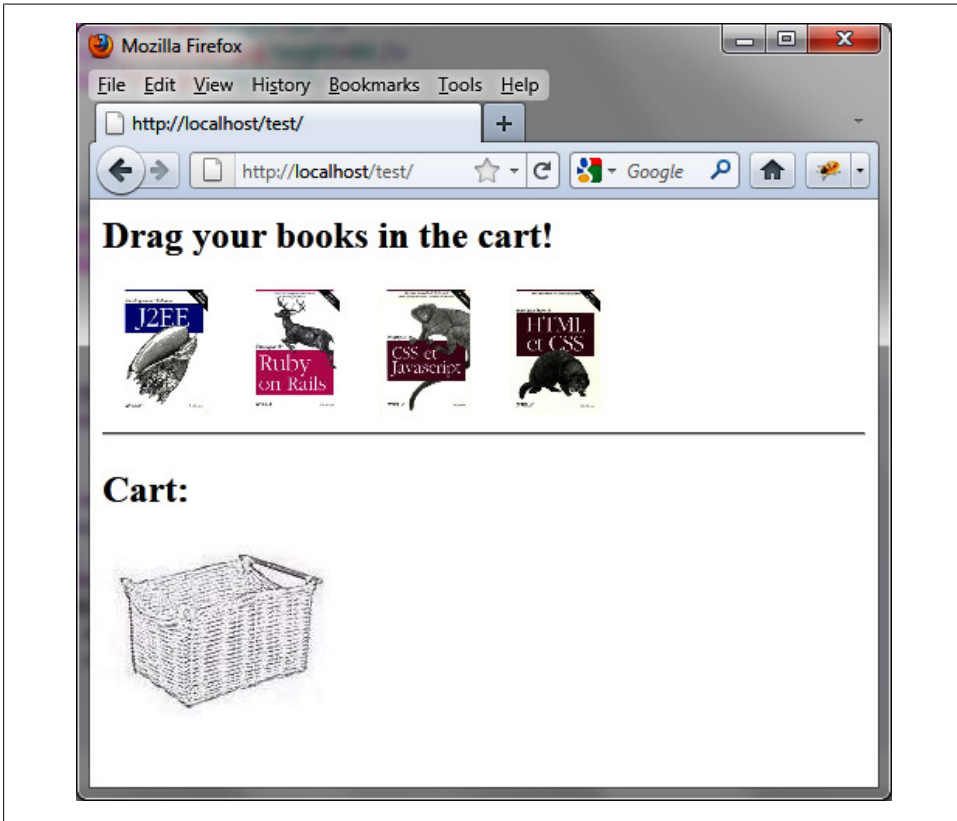 Mozilla Firefox
File Edit View History Bookmarks Tools Help
http://localhost/test/
http://localhost/test/
Google
Drag your books in the cart!
J2EE
Ruby
on Rails
CSS et
Javascript
HTML
et CSS
Cart: